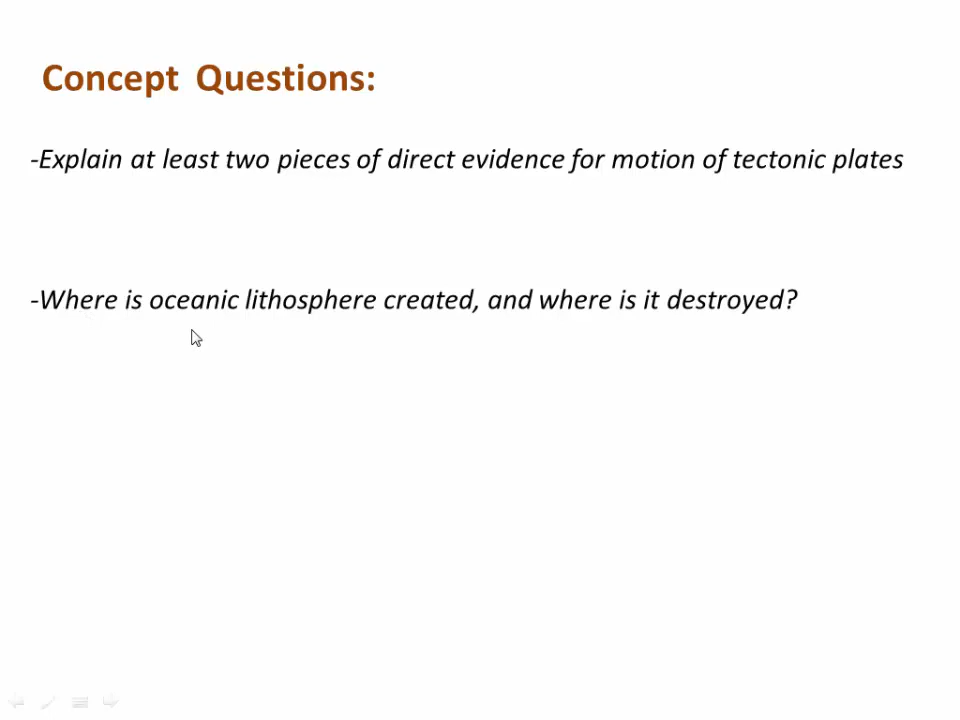 Concept Questions:
-Explain at least two pieces of direct evidence for motion of tectonic plates
-Where is oceanic lithosphere created, and where is it destroyed?